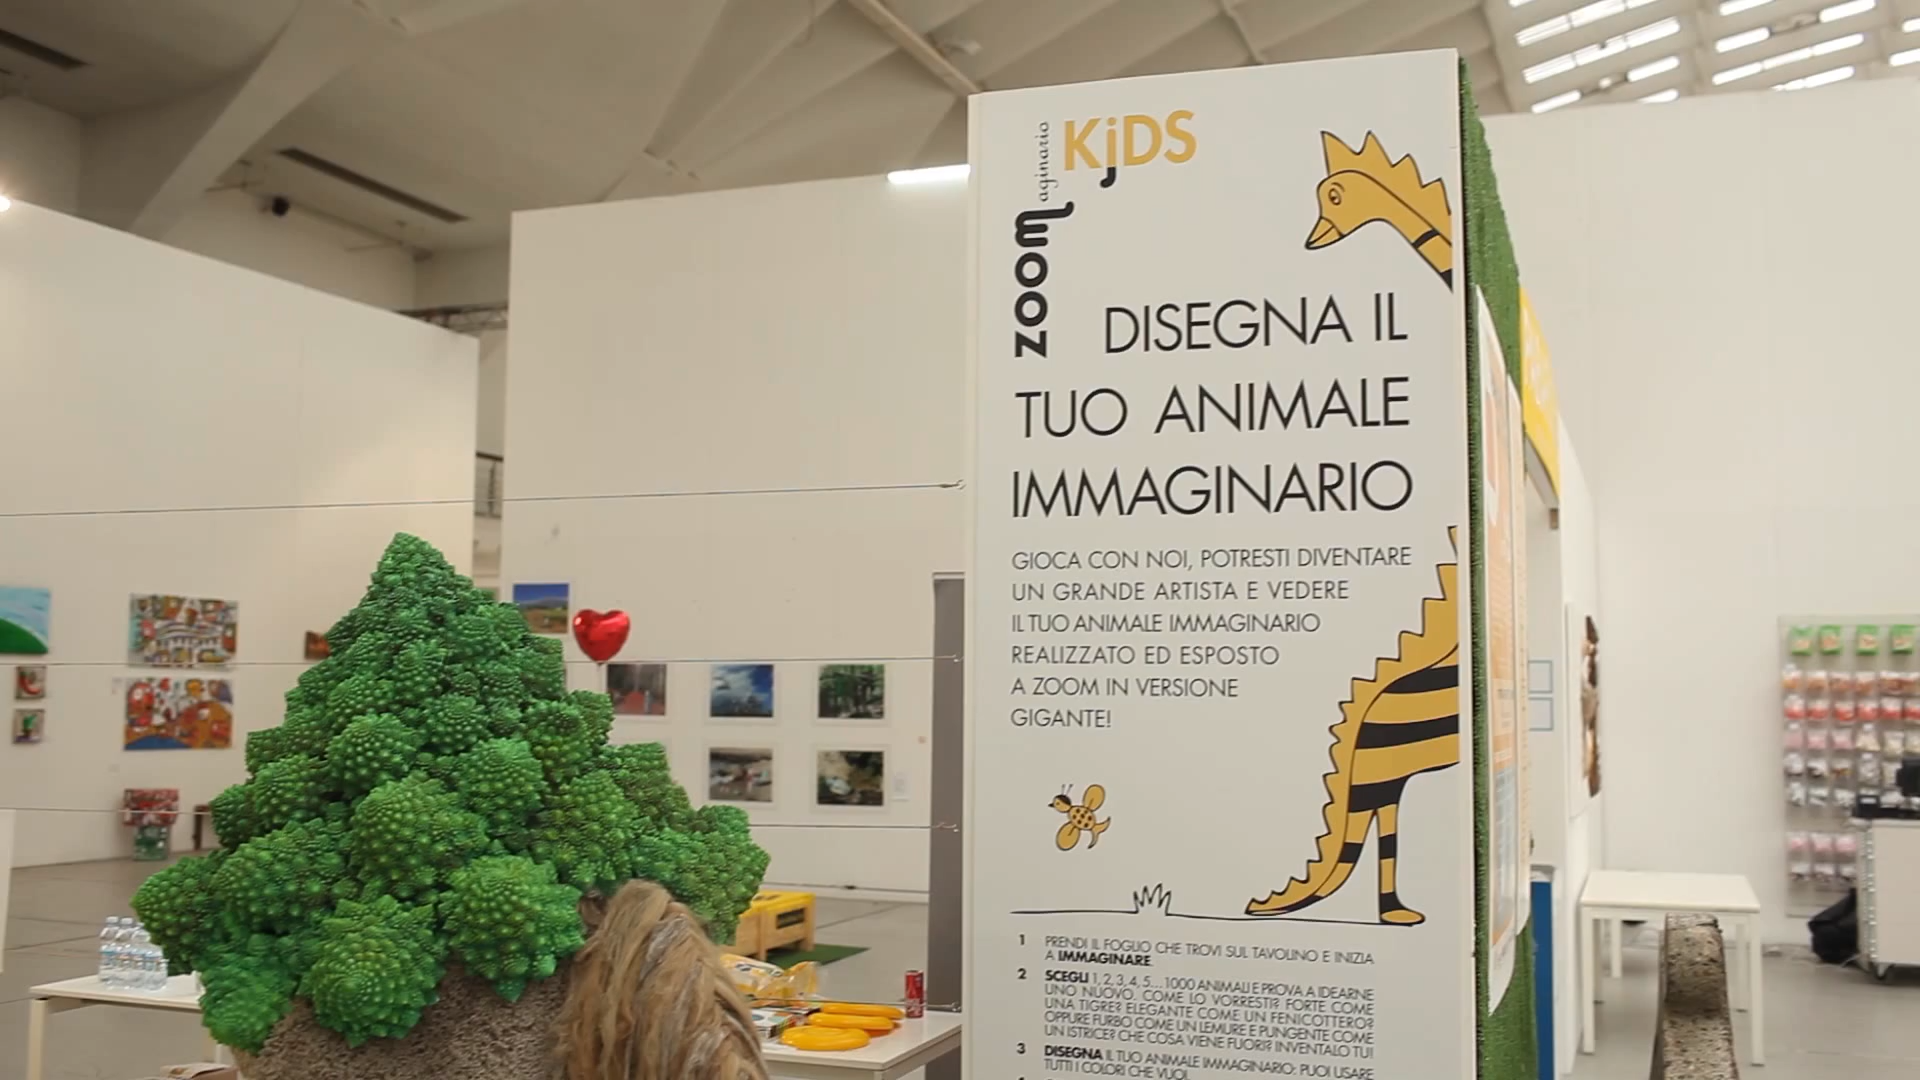 zoom
aginario
KjDS
DISEGNA IL
TUO ANIMALE
IMMAGINARIO
GIOCA CON NOI, POTRESTI DIVENTARE
UN GRANDE ARTISTA E VEDERE
IL TUO ANIMALE IMMAGINARIO
REALIZZATO ED ESPOSTO
A ZOOM IN VERSIONE
GIGANTE!
1 PRENDI IL FOGLIO CHE TROVI SUL TAVOLINO E INIZIA
A IMMAGINARE.
2 SCEGLI 1,2,3,4,5...1000 ANIMALI E PROVA A IDEARNE
UNO NUOVO. COME LO VORRESTI? FORTE COME
UNA TIGRE? ELEGANTE COME UN FENICOTTERO?
OPPURE FURBO COME UN LEMURE E PUNGENTE COME
UN ISTRICE? CHE COSA VIENE FUORI? INVENTALO TU!
3 DISEGNA IL TUO ANIMALE IMMAGINARIO: PUOI USARE
TUTTI I COLORI CHE VUOI.